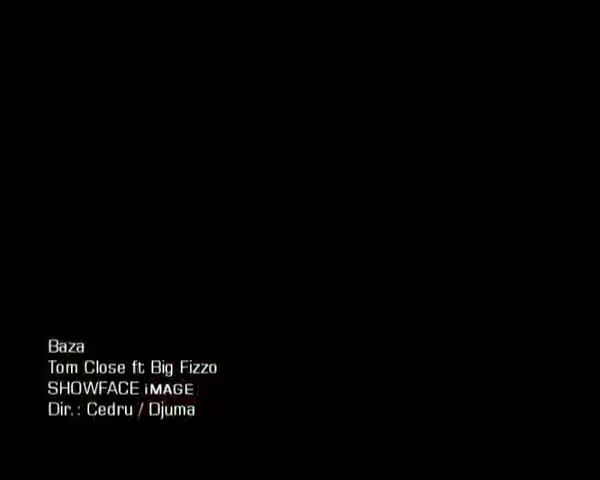 Baza
Tom Close ft Big Fizzo
SHOWFACE iMAGE
Dir.: Cedru / Djuma